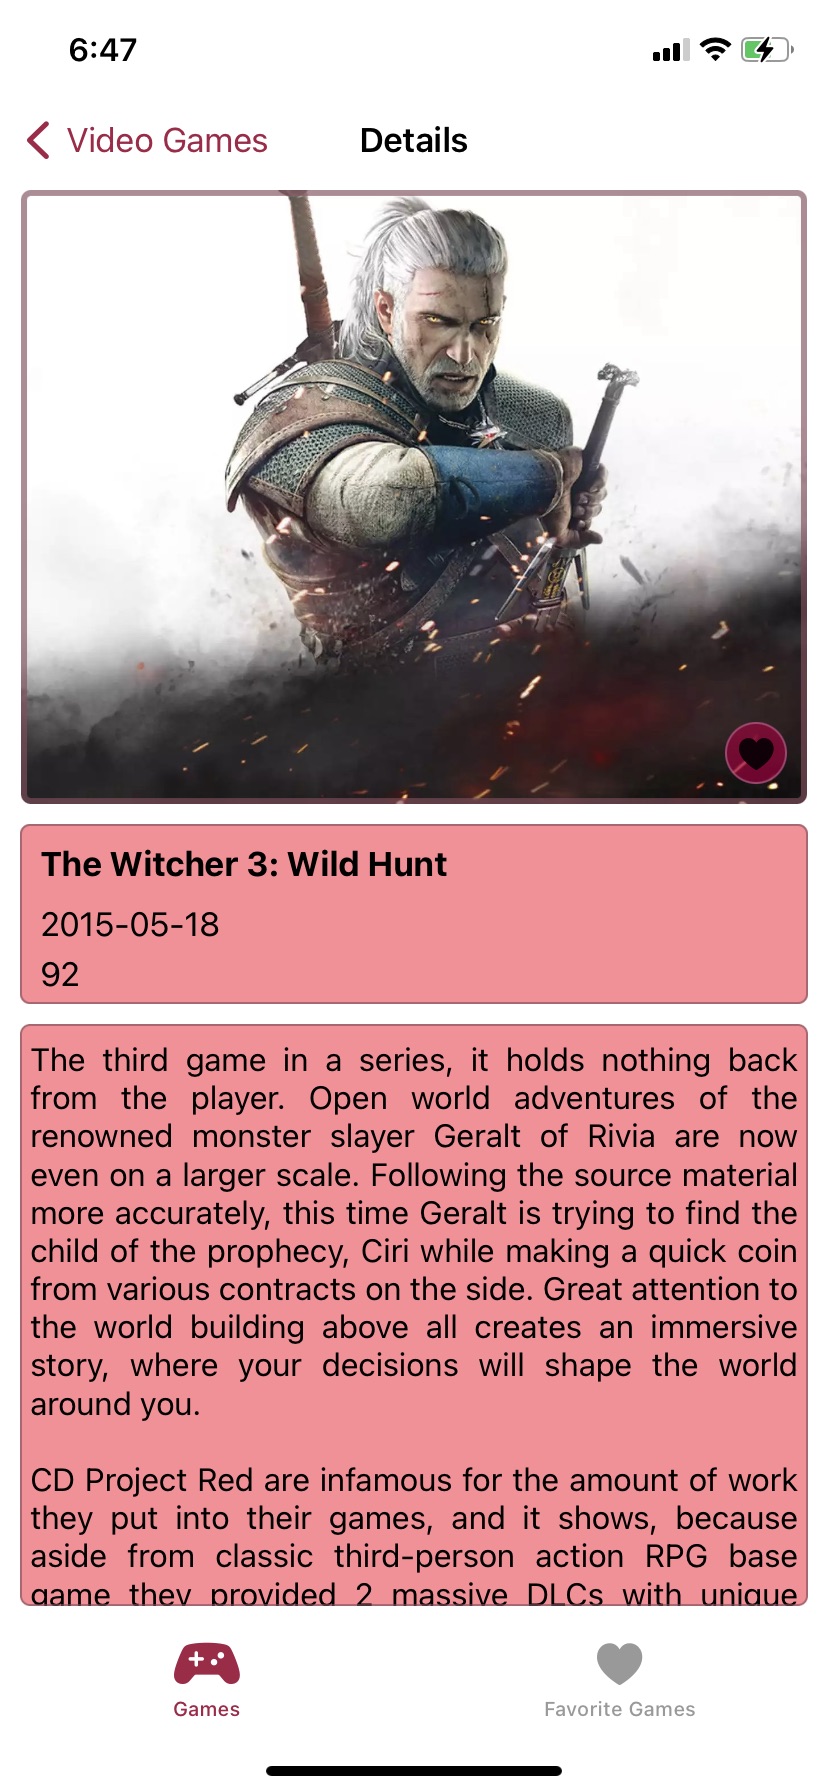 6:47
Video Games
Details
The Witcher 3: Wild Hunt
2015-05-18
92
The third game in a series, it holds nothing back
from the player. Open world adventures of the
renowned monster slayer Geralt of Rivia are now
even on a larger scale. Following the source material
more accurately, this time Geralt is trying to find the
child of the prophecy, Ciri while making a quick coin
from various contracts on the side. Great attention to
the world building above all creates an immersive
story, where your decisions will shape the world
around you.
CD Project Red are infamous for the amount of work
they put into their games, and it shows, because
aside from classic third-person action RPG base
game they provided 2 massive DLCs with unique
Games
Favorite Games